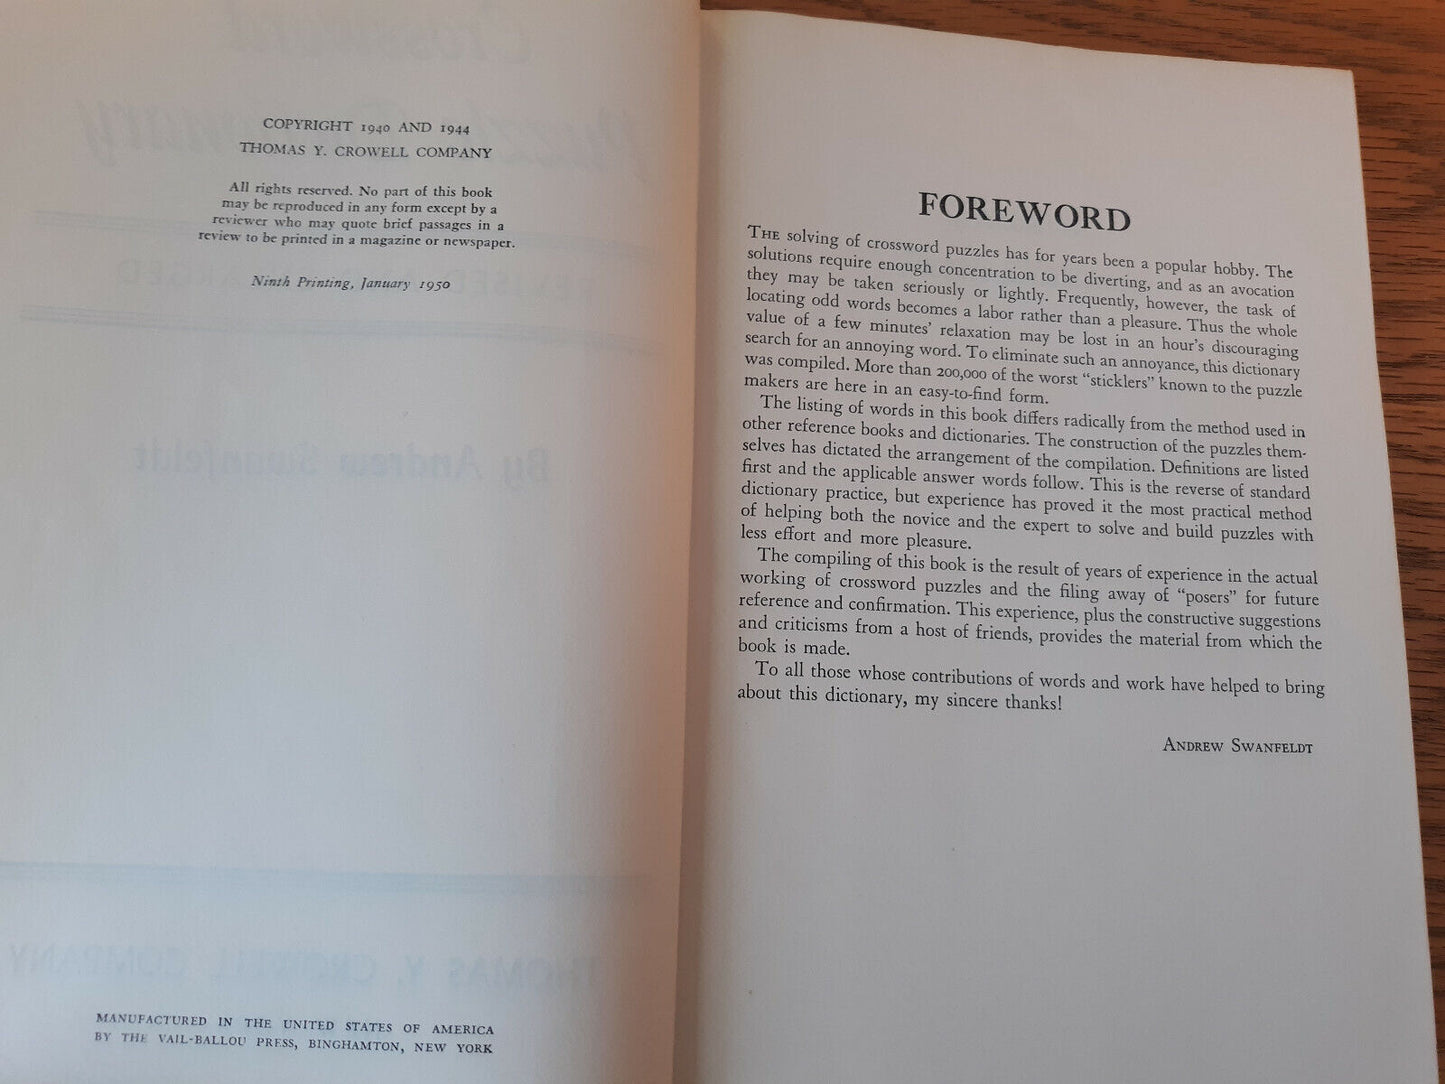 COPYRIGHT 1940 AND 1944
THOMAS Y. CROWELL COMPANY
All rights reserved. No part of this book
may be reproduced in any form except by a
reviewer who may quote brief passages in a
review to be printed in a magazine or newspaper.
Ninth Printing, January 1950
MANUFACTURED IN THE UNITED STATES OF AMERICA
BY THE VAIL-BALLOU PRESS, BINGHAMTON, NEW YORK
FOREWORD
THE solving of crossword puzzles has for years been a popular hobby. The
solutions require enough concentration to be diverting, and as an avocation
they may be taken seriously or lightly. Frequently, however, the task of
locating odd words becomes a labor rather than a pleasure. Thus the whole
value of a few minutes' relaxation may be lost in an hour's discouraging
search for an annoying word. To eliminate such an annoyance, this dictionary
was compiled. More than 200,000 of the worst "sticklers" known to the puzzle
makers are here in an easy-to-find form.
The listing of words in this book differs radically from the method used in
other reference books and dictionaries. The construction of the puzzles them-
selves has dictated the arrangement of the compilation. Definitions are listed
first and the applicable answer words follow. This is the reverse of standard
dictionary practice, but experience has proved it the most practical method
of helping both the novice and the expert to solve and build puzzles with
less effort and more pleasure.
The compiling of this book is the result of years of experience in the actual
working of crossword puzzles and the filing away of "posers" for future
reference and confirmation. This experience, plus the constructive suggestions
and criticisms from a host of friends, provides the material from which the
book is made.
To all those whose contributions of words and work have helped to bring
about this dictionary, my sincere thanks!
ANDREW SWANFELDT